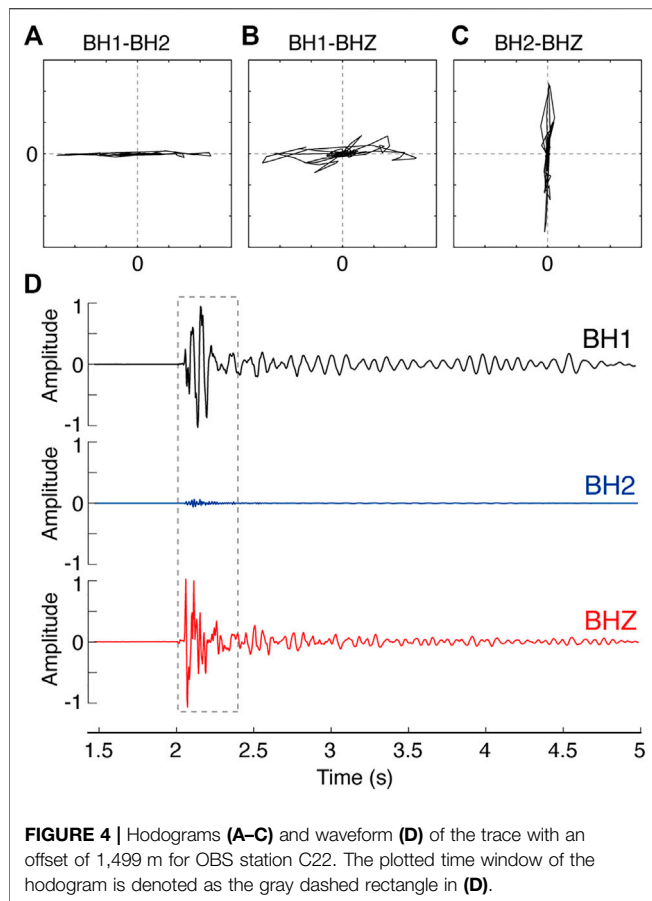 A B C
BH1-BH2 BH1-BHZ BH2-BHZ
0
0 0 0
D
1
0
-1
Amplitude
BH1
1
0
-1
Amplitude
BH2
1
0
-1
Amplitude
BHZ
1.5 2 2.5 3 3.5 4 4.5 5
Time (s)
FIGURE 4 | Hodograms (A–C) and waveform (D) of the trace with an
offset of 1,499 m for OBS station C22. The plotted time window of the
hodogram is denoted as the gray dashed rectangle in (D).